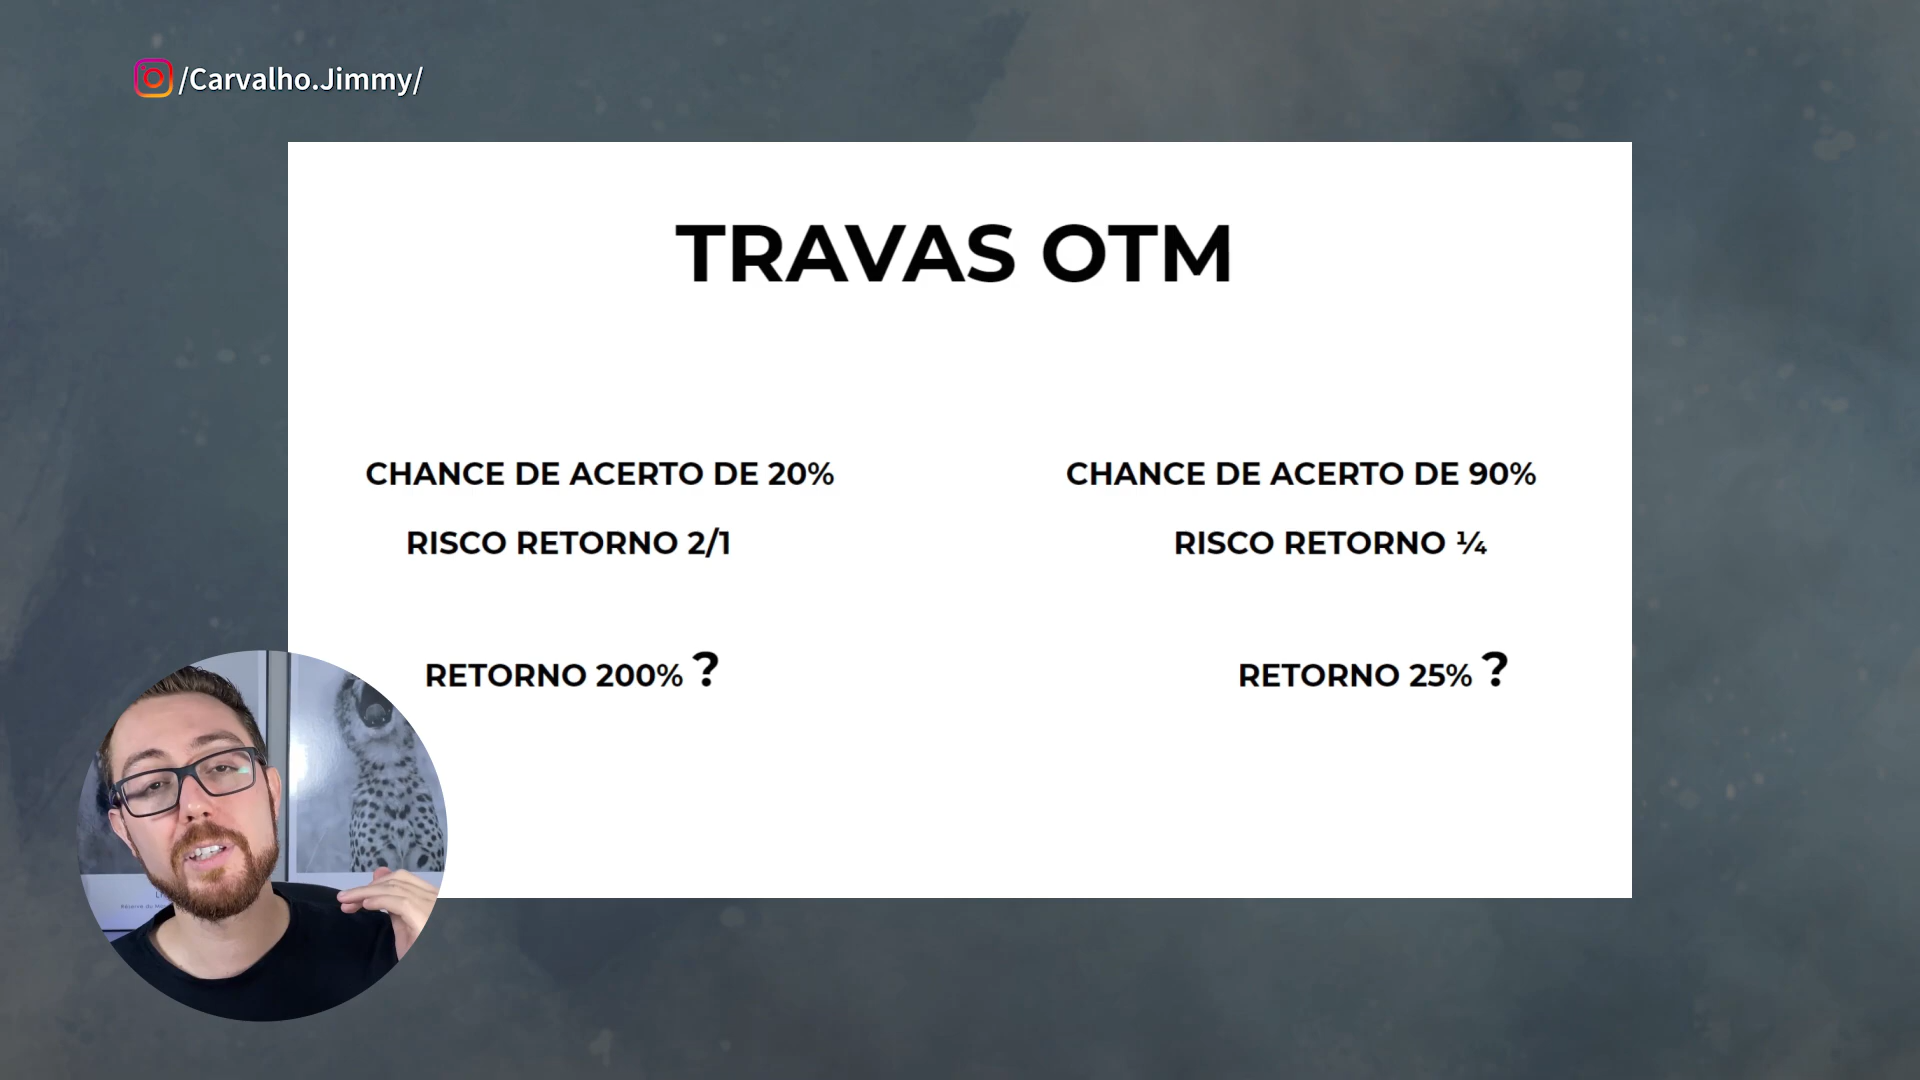 /Carvalho.Jimmy/
TRAVAS OTM
CHANCE DE ACERTO DE 20%
RISCO RETORNO 2/1
RETORNO 200% ?
CHANCE DE ACERTO DE 90%
RISCO RETORNO ¼
RETORNO 25% ?